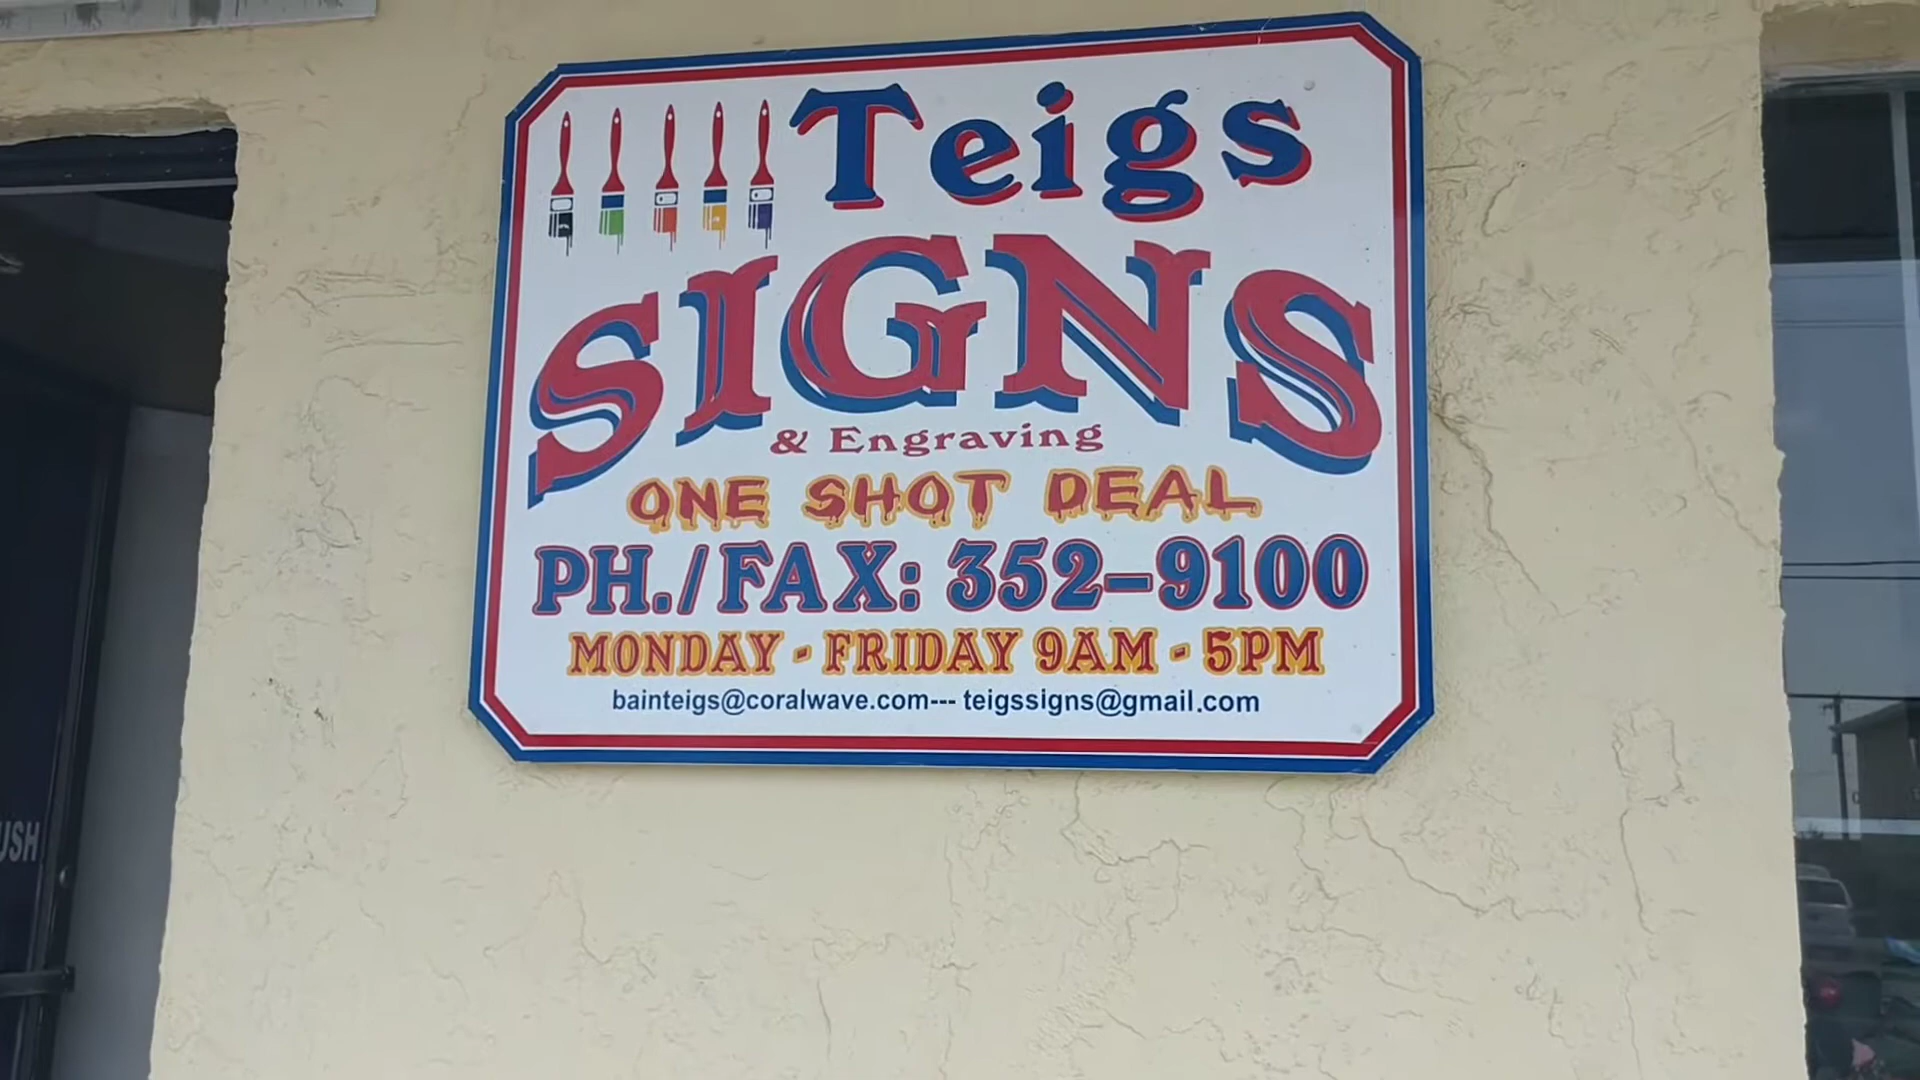 Teigs
SIGNS
& Engraving
ONE SHOT DEAL
PH./FAX: 352-9100
MONDAY - FRIDAY 9AM - 5PM
bainteigs@coralwave.com--- teigssigns@gmail.com